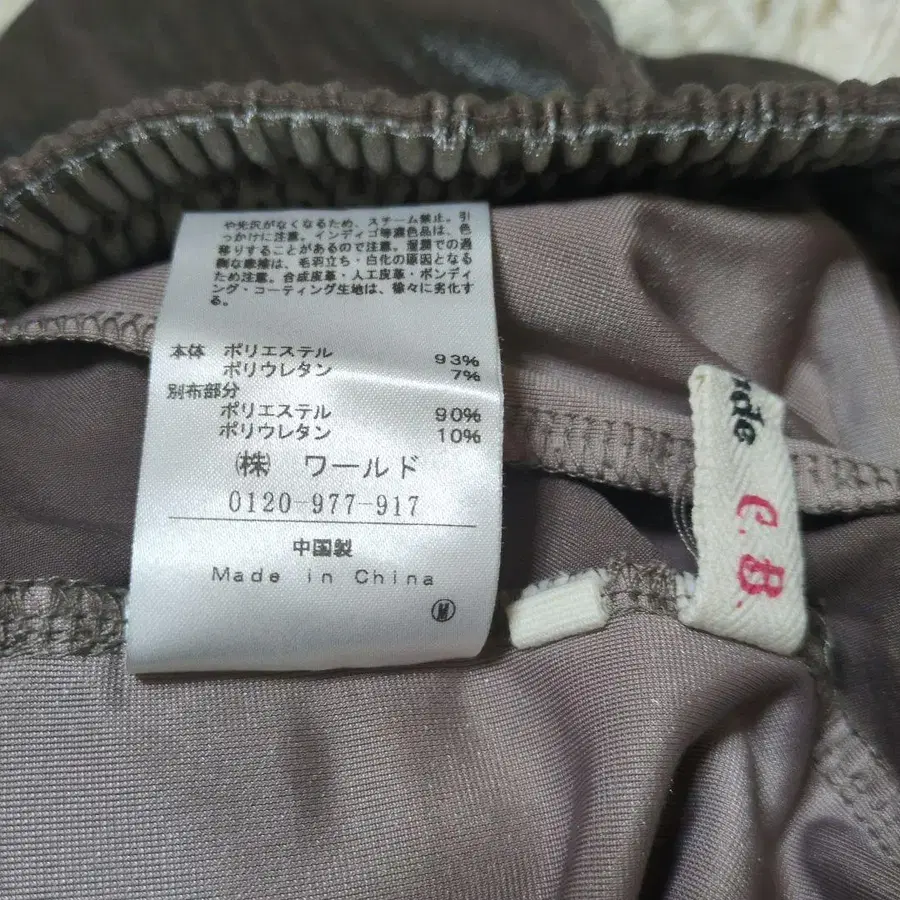 や光沢がなくなるため、スチーム禁止。引
っかけに注意。インディゴ等濃色品は、色
移りすることがあるので注意。湿潤での過
剰な摩擦は、毛羽立ち・白化の原因となる
ため注意。合成皮革・人工皮革・ボンディ
ング・コーティング生地は、徐々に劣化す
る。
本体 ポリエステル 93%
ポリウレタン 7%
別布部分
ポリエステル 90%
ポリウレタン 10%
㈱ ワールド
0120-977-917
中国製
Made in China
Ⓜ
nde
C.B.